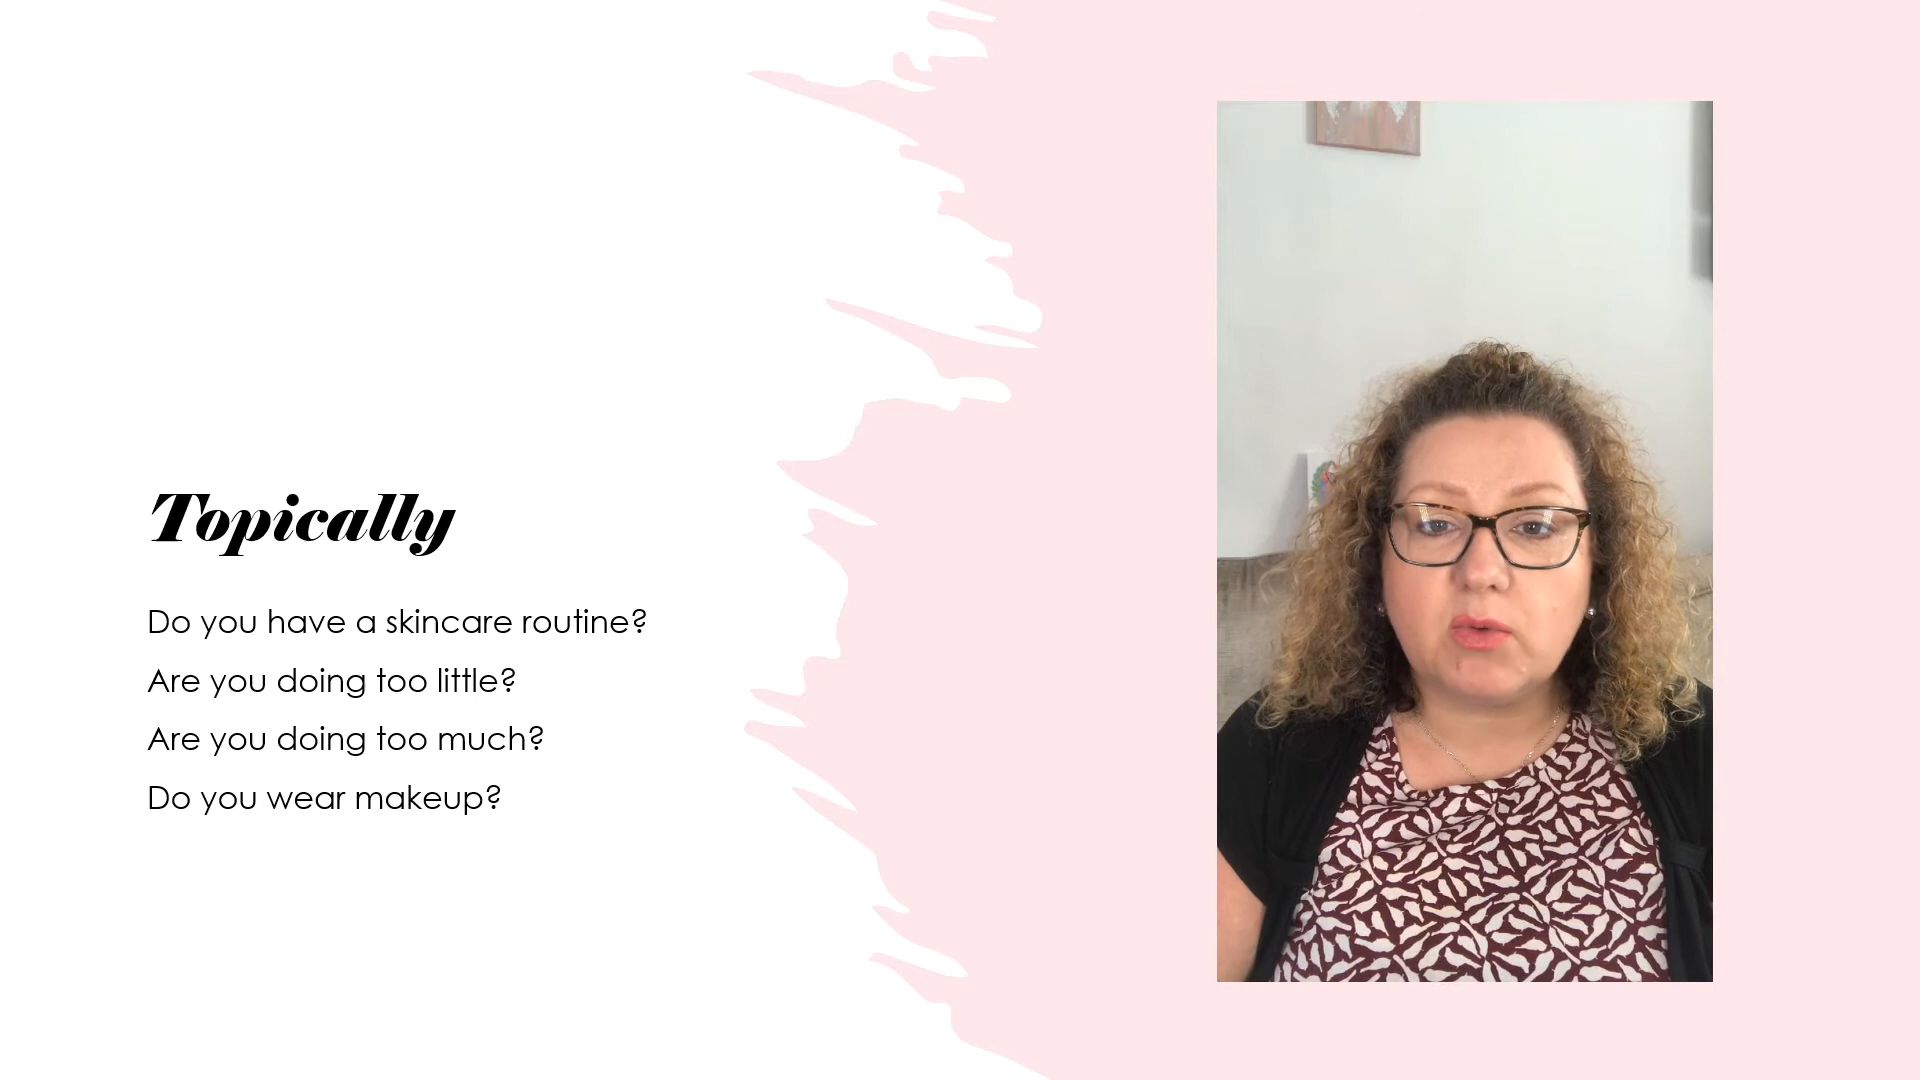 Topically
Do you have a skincare routine?
Are you doing too little?
Are you doing too much?
Do you wear makeup?